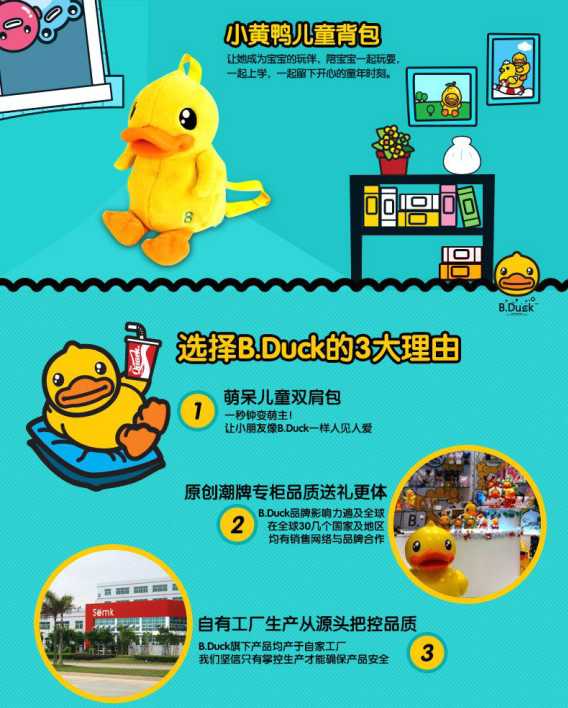 小黄鸭儿童背包
让她成为宝宝的玩伴，陪宝宝一起玩耍，
一起上学，一起留下开心的童年时刻。
B
B.Duck
选择B.Duck的3大理由
1
萌呆儿童双肩包
一秒钟变萌主！
让小朋友像B.Duck一样人见人爱
原创潮牌专柜品质送礼更体
2
B.Duck品牌影响力遍及全球
在全球30几个国家及地区
均有销售网络与品牌合作
Semk
自有工厂生产从源头把控品质
B.Duck旗下产品均产于自家工厂
我们坚信只有掌控生产才能确保产品安全
3